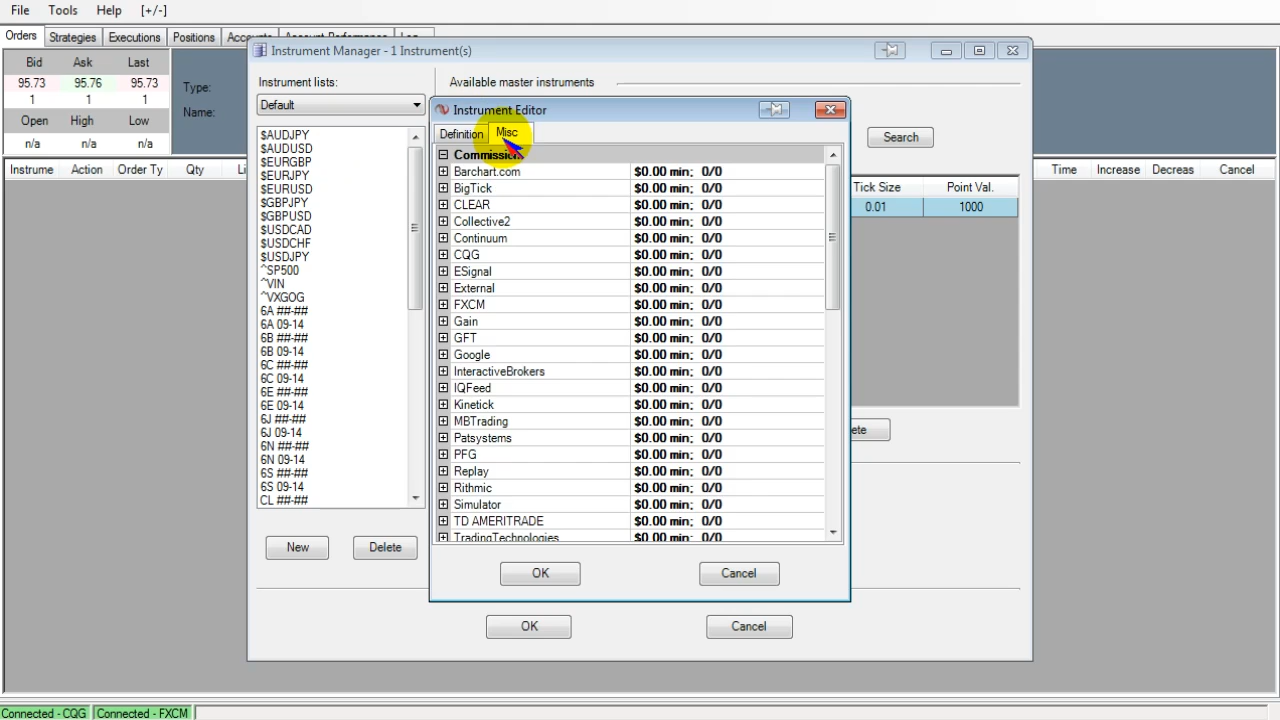 File Tools Help [+/-]
Orders Strategies Executions Positions
Instrument Manager - 1 Instrument(s)
Bid Ask Last
95.73 95.76 95.73
1 1 1
Open High Low
n/a n/a n/a
Type:
Name:
Instrume Action Order Ty Qty
Time Increase Decreas Cancel
Instrument lists:
Default
$AUDJPY
$AUDUSD
$EURGBP
$EURJPY
$EURUSD
$GBPJPY
$GBPUSD
$USDCAD
$USDCHF
$USDJPY
^SP500
^VIN
^VXGOG
6A ##-##
6A 09-14
6B ##-##
6B 09-14
6C ##-##
6C 09-14
6E ##-##
6E 09-14
6J ##-##
6J 09-14
6N ##-##
6N 09-14
6S ##-##
6S 09-14
CL ##-##
New Delete
Available master instruments
Search
Tick Size Point Val.
0.01 1000
Instrument Editor
Definition Misc
Commission
Barchart.com $0.00 min; 0/0
BigTick $0.00 min; 0/0
CLEAR $0.00 min; 0/0
Collective2 $0.00 min; 0/0
Continuum $0.00 min; 0/0
CQG $0.00 min; 0/0
ESignal $0.00 min; 0/0
External $0.00 min; 0/0
FXCM $0.00 min; 0/0
Gain $0.00 min; 0/0
GFT $0.00 min; 0/0
Google $0.00 min; 0/0
InteractiveBrokers $0.00 min; 0/0
IQFeed $0.00 min; 0/0
Kinetick $0.00 min; 0/0
MBTrading $0.00 min; 0/0
Patsystems $0.00 min; 0/0
PFG $0.00 min; 0/0
Replay $0.00 min; 0/0
Rithmic $0.00 min; 0/0
Simulator $0.00 min; 0/0
TD AMERITRADE $0.00 min; 0/0
TradingTechnologies $0.00 min; 0/0
OK Cancel
OK Cancel
Connected - CQG Connected - FXCM